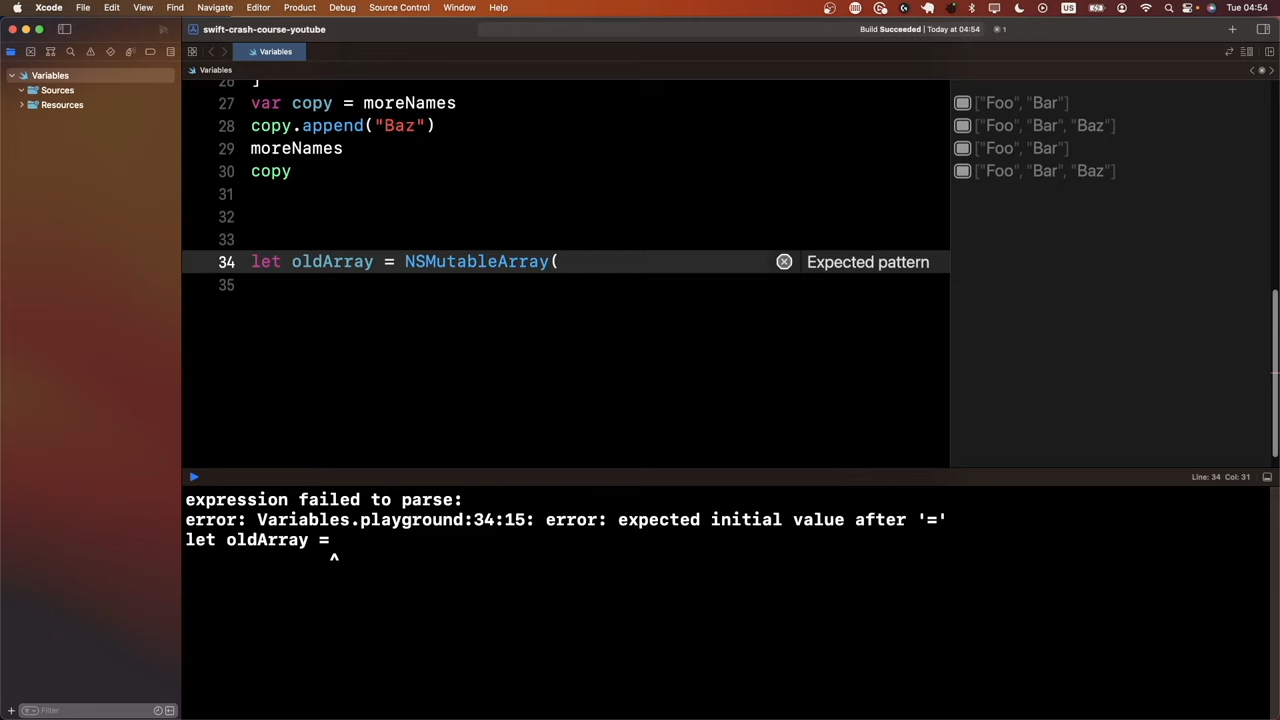 Xcode File Edit View Find Navigate Editor Product Debug Source Control Window Help US Tue 04:54
swift-crash-course-youtube Build Succeeded | Today at 04:54 1
Variables
Variables
Variables
Sources
Resources
26 ]
27 var copy = moreNames ["Foo", "Bar"]
28 copy.append("Baz") ["Foo", "Bar", "Baz"]
29 moreNames ["Foo", "Bar"]
30 copy ["Foo", "Bar", "Baz"]
31
32
33
34 let oldArray = NSMutableArray( Expected pattern
35
Line: 34 Col: 31
expression failed to parse:
error: Variables.playground:34:15: error: expected initial value after '='
let oldArray =
^
Filter